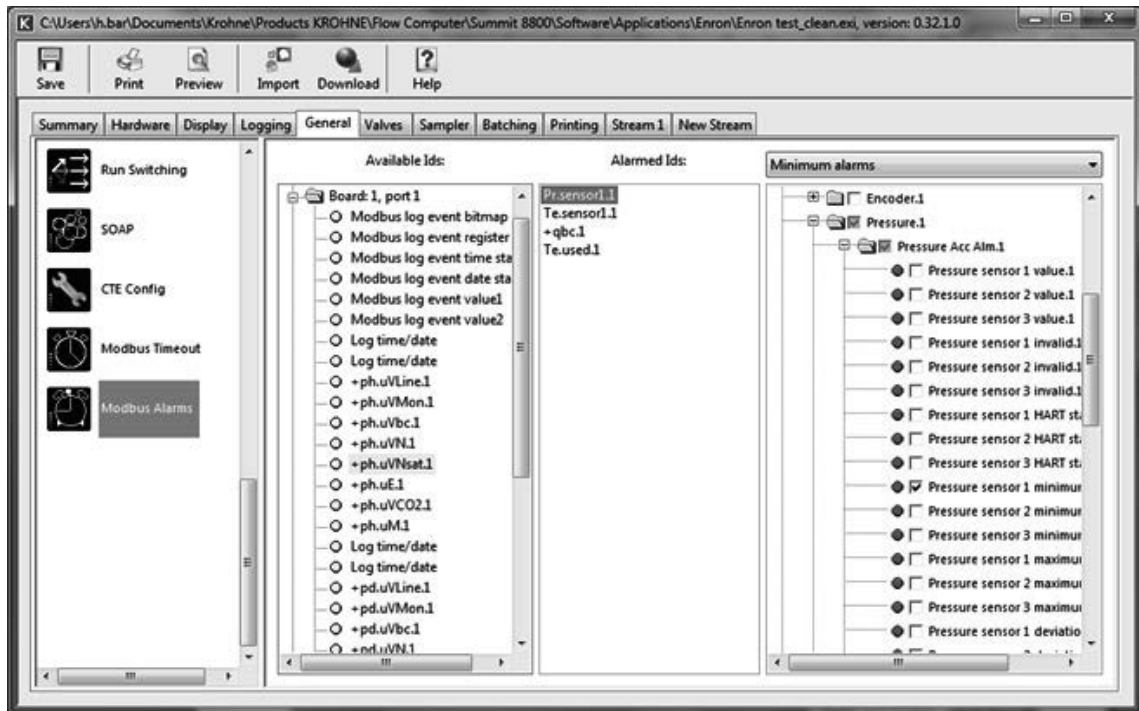 C:\Users\h.bar\Documents\Krohne\Products KROHNE\Flow Computer\Summit 8800\Software\Applications\Enron\Enron test_clean.exi, version: 0.32.1.0
Save Print Preview Import Download Help
Summary Hardware Display Logging General Valves Sampler Batching Printing Stream 1 New Stream
Run Switching
SOAP
CTE Config
Modbus Timeout
Modbus Alarms
Available Ids:
Board: 1, port 1
Modbus log event bitmap
Modbus log event register
Modbus log event time sta
Modbus log event date sta
Modbus log event value1
Modbus log event value2
Log time/date
Log time/date
+ph.uVLine.1
+ph.uVMon.1
+ph.uVbc.1
+ph.uVN.1
+ph.uVNsat.1
+ph.uE.1
+ph.uVCO2.1
+ph.uM.1
Log time/date
Log time/date
+pd.uVLine.1
+pd.uVMon.1
+pd.uVbc.1
+pd.uVN.1
Alarmed Ids:
Pr.sensor1.1
Te.sensor1.1
+qbc.1
Te.used.1
Minimum alarms
Encoder.1
Pressure.1
Pressure Acc Alm.1
Pressure sensor 1 value.1
Pressure sensor 2 value.1
Pressure sensor 3 value.1
Pressure sensor 1 invalid.1
Pressure sensor 2 invalid.1
Pressure sensor 3 invalid.1
Pressure sensor 1 HART sta
Pressure sensor 2 HART sta
Pressure sensor 3 HART sta
Pressure sensor 1 minimur
Pressure sensor 2 minimur
Pressure sensor 3 minimur
Pressure sensor 1 maximur
Pressure sensor 2 maximur
Pressure sensor 3 maximur
Pressure sensor 1 deviatio